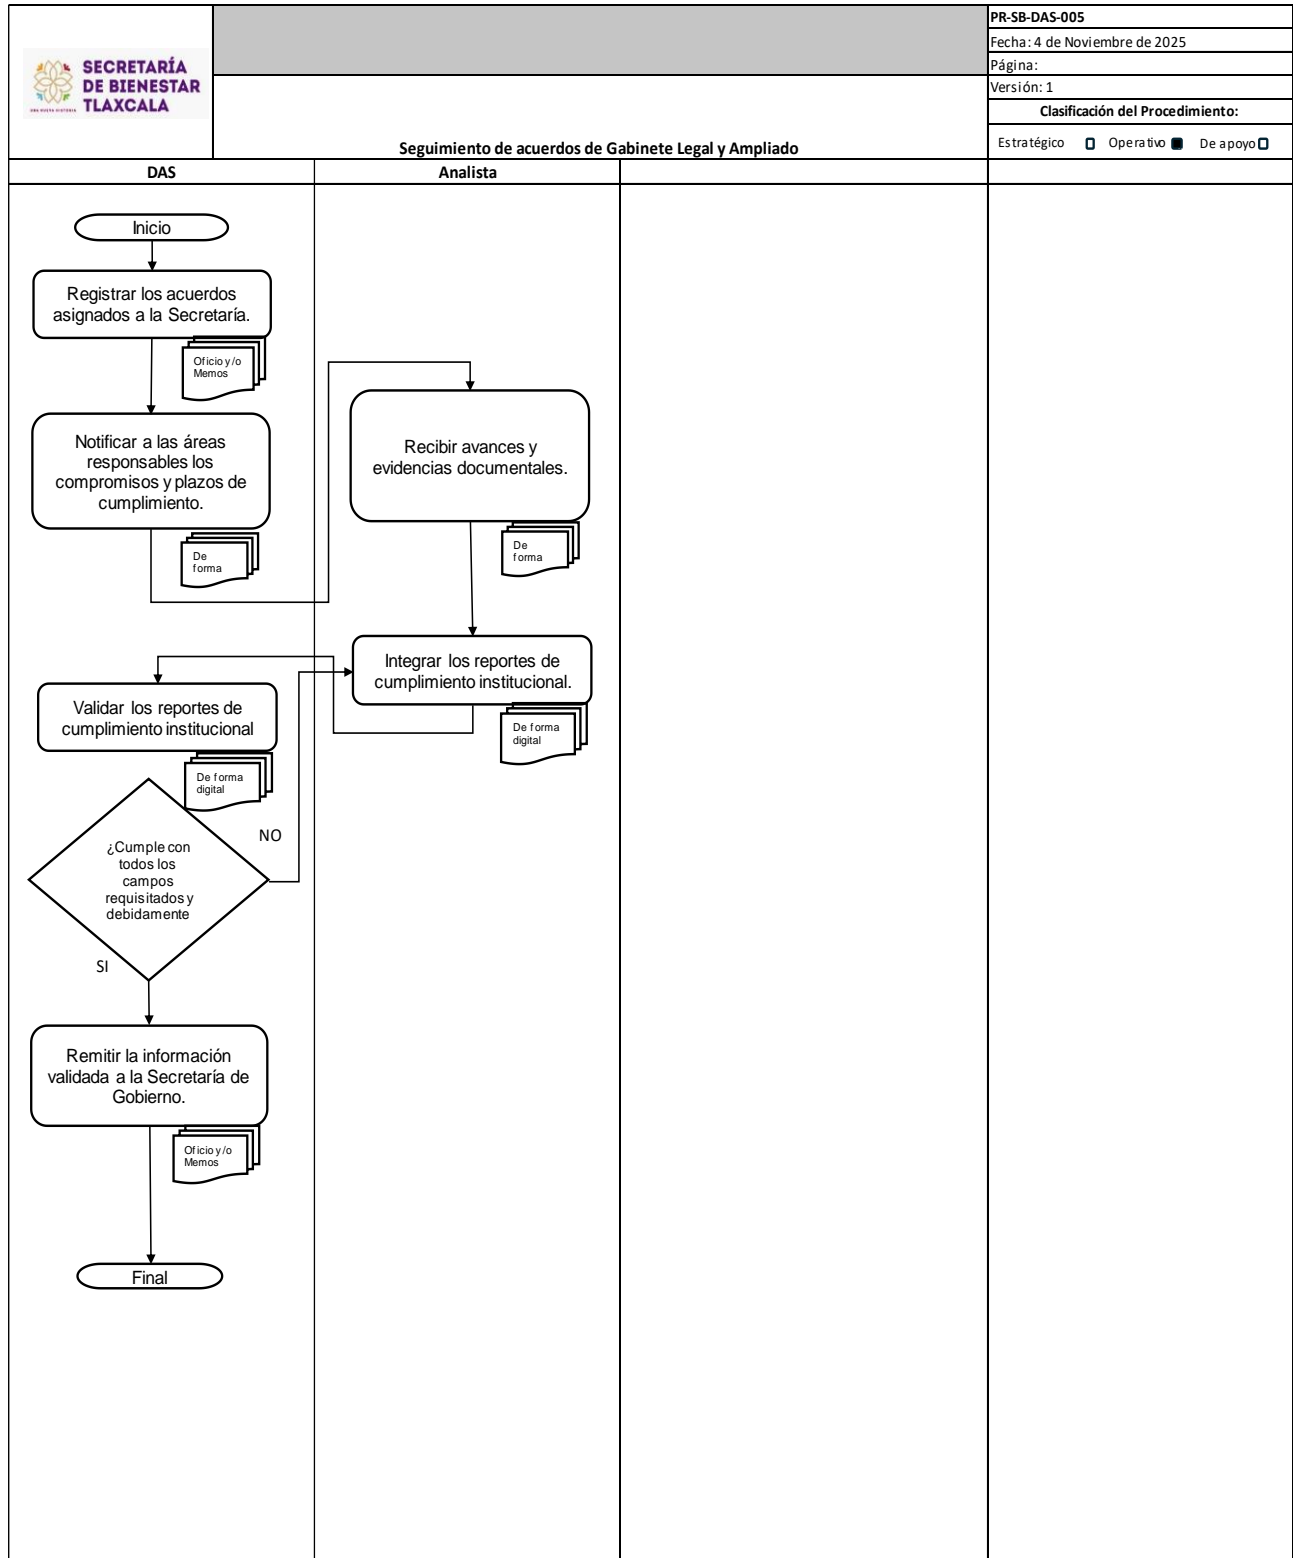 SECRETARÍA
DE BIENESTAR
TLAXCALA
UNA NUEVA HISTORIA
PR-SB-DAS-005
Fecha: 4 de Noviembre de 2025
Página:
Versión: 1
Clasificación del Procedimiento:
Estratégico Operativo De apoyo
Seguimiento de acuerdos de Gabinete Legal y Ampliado
DAS
Analista
Inicio
Registrar los acuerdos
asignados a la Secretaría.
Oficio y/o
Memos
Notificar a las áreas
responsables los
compromisos y plazos de
cumplimiento.
De
forma
Recibir avances y
evidencias documentales.
De
forma
Integrar los reportes de
cumplimiento institucional.
De forma
digital
Validar los reportes de
cumplimiento institucional
De forma
digital
¿Cumple con
todos los
campos
requisitados y
debidamente
NO
SI
Remitir la información
validada a la Secretaría de
Gobierno.
Oficio y/o
Memos
Final